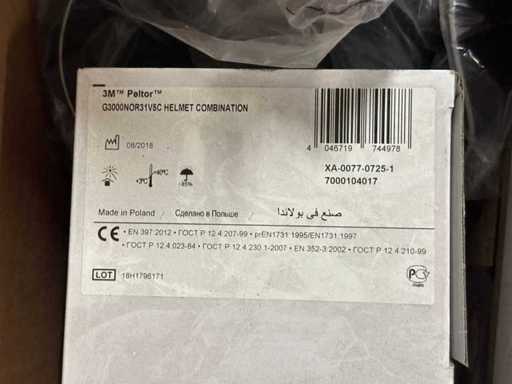 3M™ Peltor™
G3000NOR31V5C HELMET COMBINATION
08/2018
4 046719 744978
XA-0077-0725-1
7000104017
Made in Poland / Сделано в Польше / صنع في بولاندا
CE • EN 397:2012 • ГОСТ Р 12.4.207-99 • prEN1731:1995/EN1731:1997
• ГОСТ Р 12.4.023-84 • ГОСТ Р 12.4.230.1-2007 • EN 352-3:2002 • ГОСТ Р 12.4.210-99
LOT 18H1796171